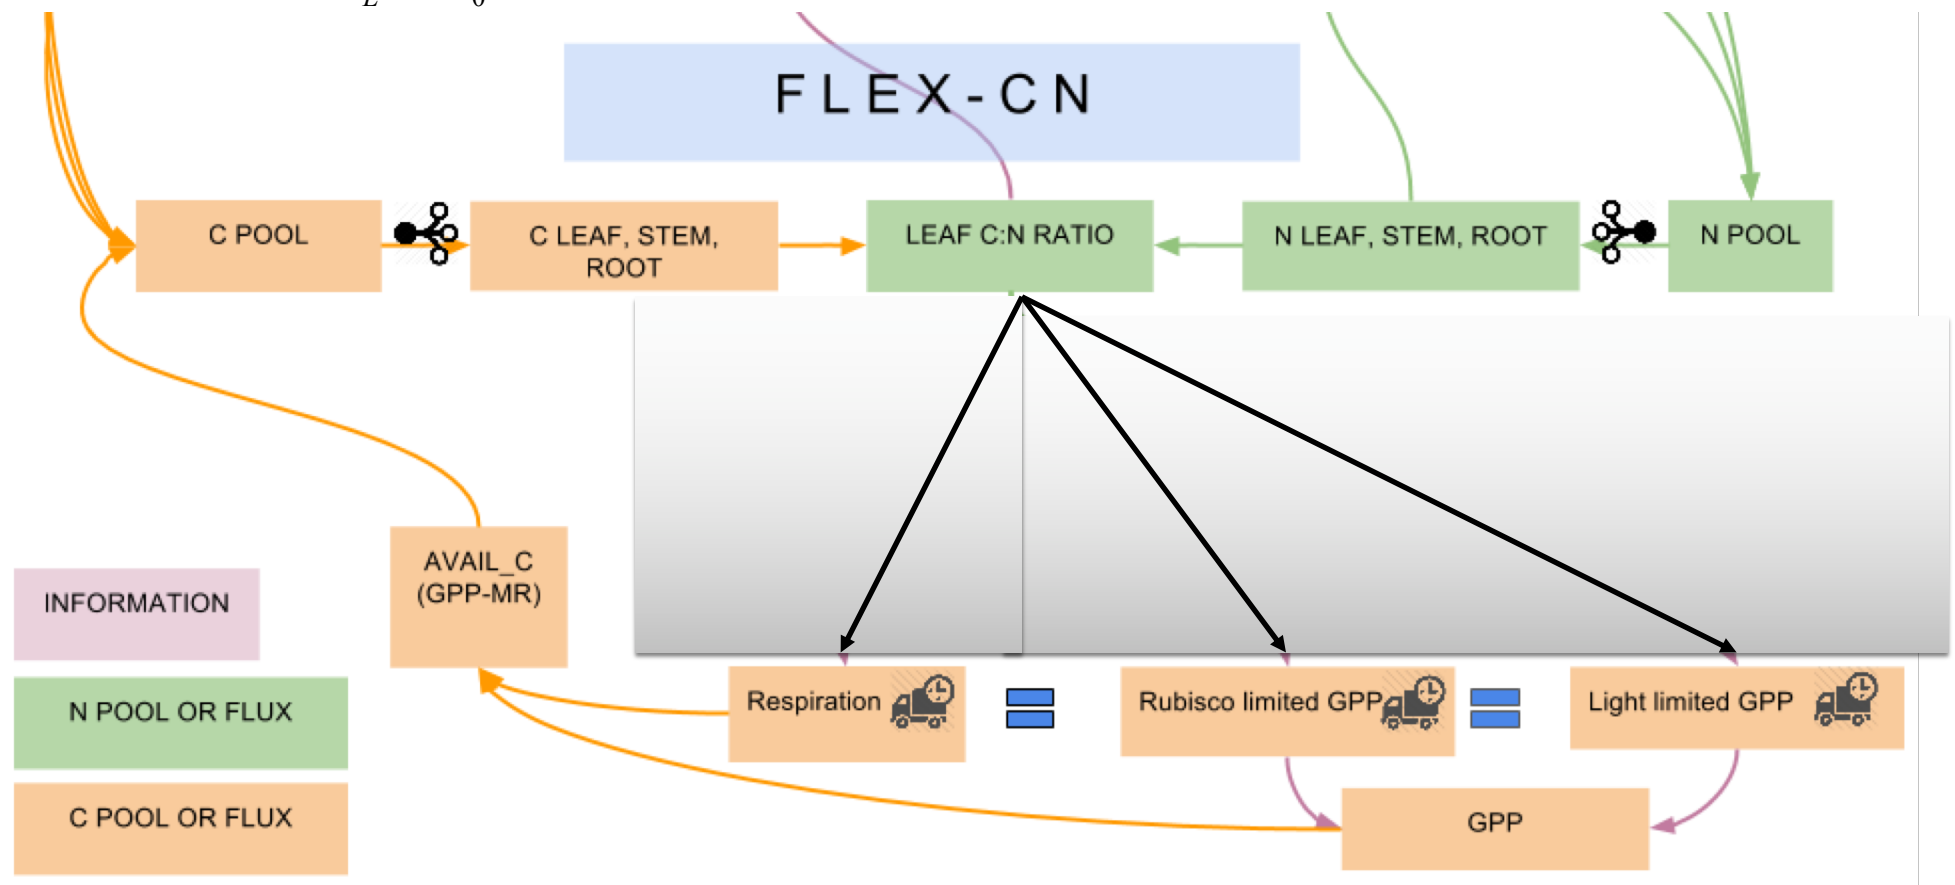 L 0
FLEX-CN
C POOL
C LEAF, STEM,
ROOT
LEAF C:N RATIO
N LEAF, STEM, ROOT
N POOL
AVAIL_C
(GPP-MR)
INFORMATION
N POOL OR FLUX
C POOL OR FLUX
Respiration
Rubisco limited GPP
Light limited GPP
GPP